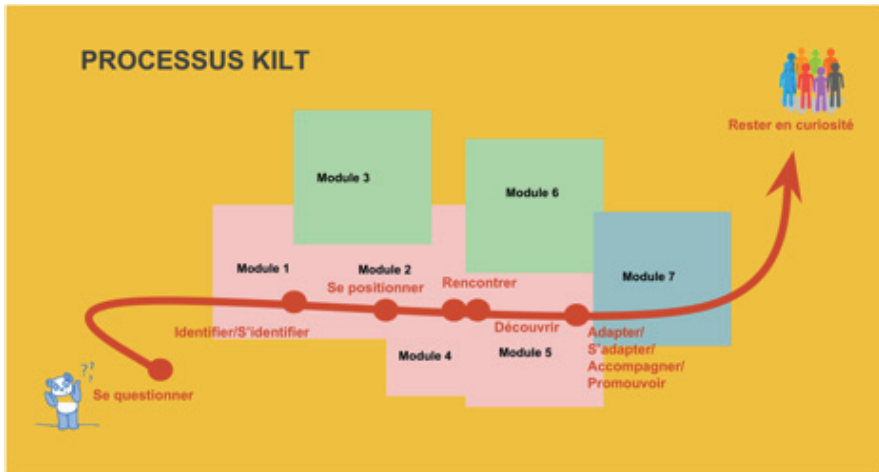 PROCESSUS KILT
Rester en curiosité
Module 3
Module 6
Module 1
Module 2
Module 7
Se positionner
Rencontrer
Identifier/S'identifier
Découvrir
Adapter/
S'adapter/
Accompagner/
Promouvoir
Module 4
Module 5
Se questionner
??